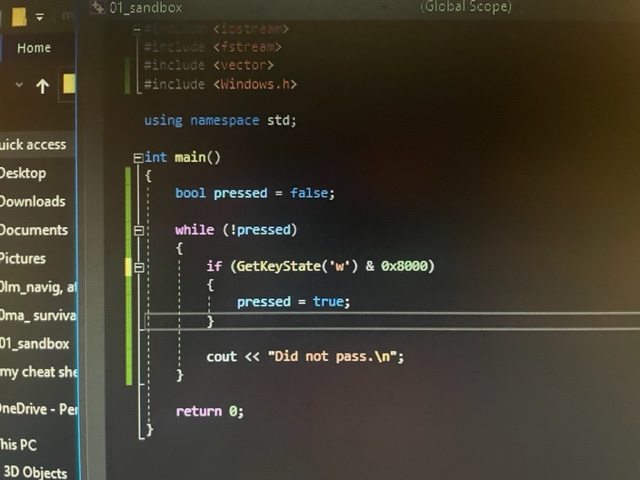 01_sandbox
(Global Scope)
#include <iostream>
#include <fstream>
#include <vector>
#include <Windows.h>
using namespace std;
int main()
{
bool pressed = false;
while (!pressed)
{
if (GetKeyState('w') & 0x8000)
{
pressed = true;
}
cout << "Did not pass.\n";
}
return 0;
}
Home
uick access
Desktop
Downloads
Documents
Pictures
0lm_navig, a
0ma_ surviva
01_sandbox
my cheat she
OneDrive - Per
his PC
3D Objects